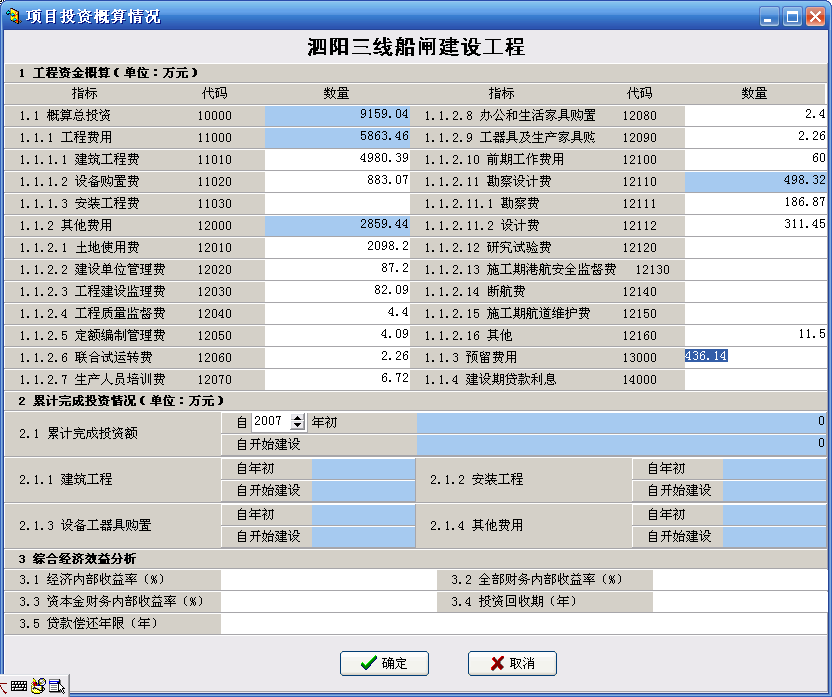 项目投资概算情况
泗阳三线船闸建设工程
1 工程资金概算(单位:万元)
指标 代码 数量 指标 代码 数量
1.1 概算总投资 10000 9159.04 1.1.2.8 办公和生活家具购置 12080 2.4
1.1.1 工程费用 11000 5863.46 1.1.2.9 工器具及生产家具购 12090 2.26
1.1.1.1 建筑工程费 11010 4980.39 1.1.2.10 前期工作费用 12100 60
1.1.1.2 设备购置费 11020 883.07 1.1.2.11 勘察设计费 12110 498.32
1.1.1.3 安装工程费 11030 1.1.2.11.1 勘察费 12111 186.87
1.1.2 其他费用 12000 2859.44 1.1.2.11.2 设计费 12112 311.45
1.1.2.1 土地使用费 12010 2098.2 1.1.2.12 研究试验费 12120
1.1.2.2 建设单位管理费 12020 87.2 1.1.2.13 施工期港航安全监督费 12130
1.1.2.3 工程建设监理费 12030 82.09 1.1.2.14 断航费 12140
1.1.2.4 工程质量监督费 12040 4.4 1.1.2.15 施工期航道维护费 12150
1.1.2.5 定额编制管理费 12050 4.09 1.1.2.16 其他 12160 11.5
1.1.2.6 联合试运转费 12060 2.26 1.1.3 预留费用 13000 436.14
1.1.2.7 生产人员培训费 12070 6.72 1.1.4 建设期贷款利息 14000
2 累计完成投资情况(单位:万元)
2.1 累计完成投资额 自 2007 年初 0
自开始建设 0
2.1.1 建筑工程 自年初 2.1.2 安装工程 自年初
自开始建设 自开始建设
2.1.3 设备工器具购置 自年初 2.1.4 其他费用 自年初
自开始建设 自开始建设
3 综合经济效益分析
3.1 经济内部收益率(%) 3.2 全部财务内部收益率(%)
3.3 资本金财务内部收益率(%) 3.4 投资回收期(年)
3.5 贷款偿还年限(年)
确定 取消